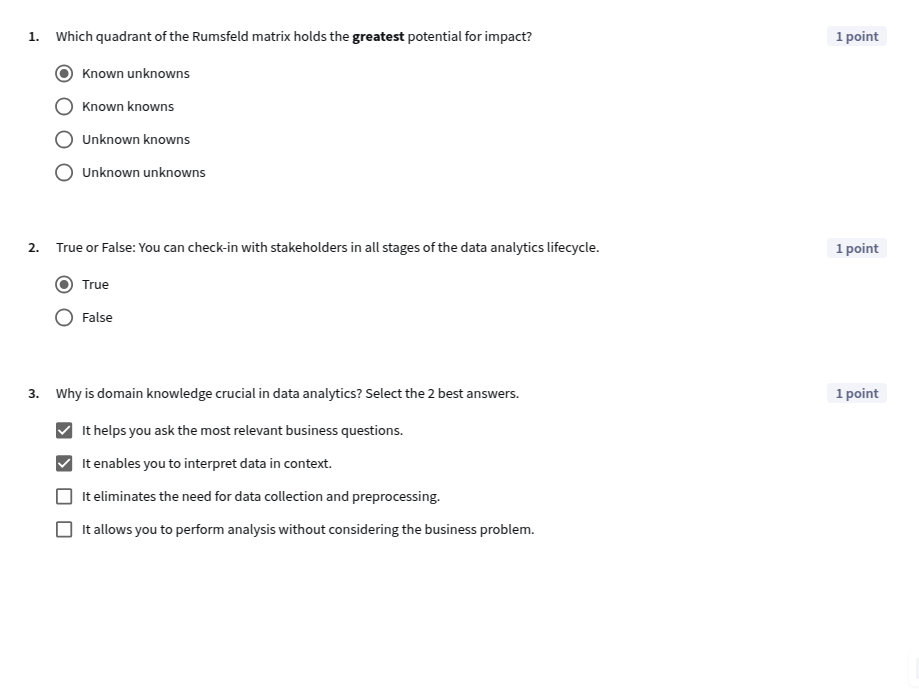 1. Which quadrant of the Rumsfeld matrix holds the greatest potential for impact? 1 point
Known unknowns
Known knowns
Unknown knowns
Unknown unknowns
2. True or False: You can check-in with stakeholders in all stages of the data analytics lifecycle. 1 point
True
False
3. Why is domain knowledge crucial in data analytics? Select the 2 best answers. 1 point
It helps you ask the most relevant business questions.
It enables you to interpret data in context.
It eliminates the need for data collection and preprocessing.
It allows you to perform analysis without considering the business problem.